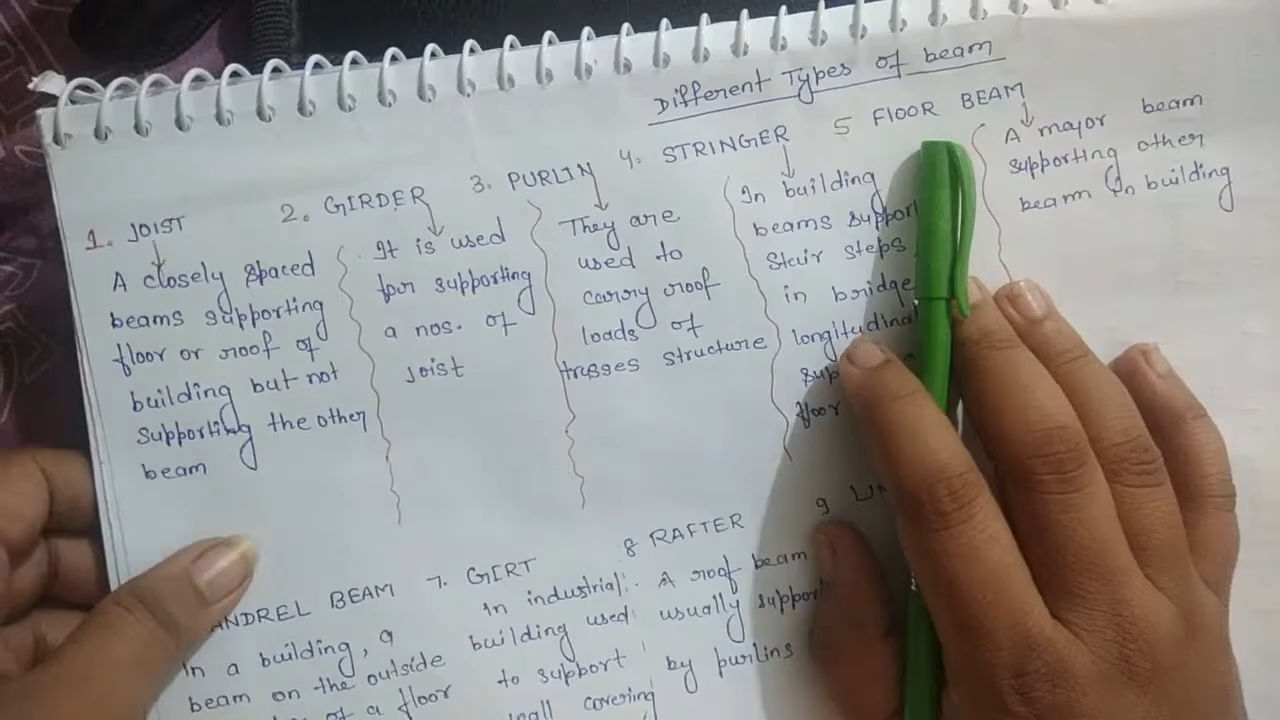 Different Types of beam
1. JOIST
A closely spaced
beams supporting
floor or roof of
building but not
supporting the other
beam
2. GIRDER
It is used
for supporting
a nos. of
joist
3. PURLIN
They are
used to
carry roof
loads of
trsses structure
4. STRINGER
In building
beams support
Stair steps
in bridge
longitudinal
floor
5 FLOOR BEAM
A major beam
supporting other
beam in building
ANDREL BEAM
In a building, a
beam on the outside
of a floor
7. GIRT
In industrial
building used
to support
wall covering
8 RAFTER
A roof beam
usually support
by purlins
9